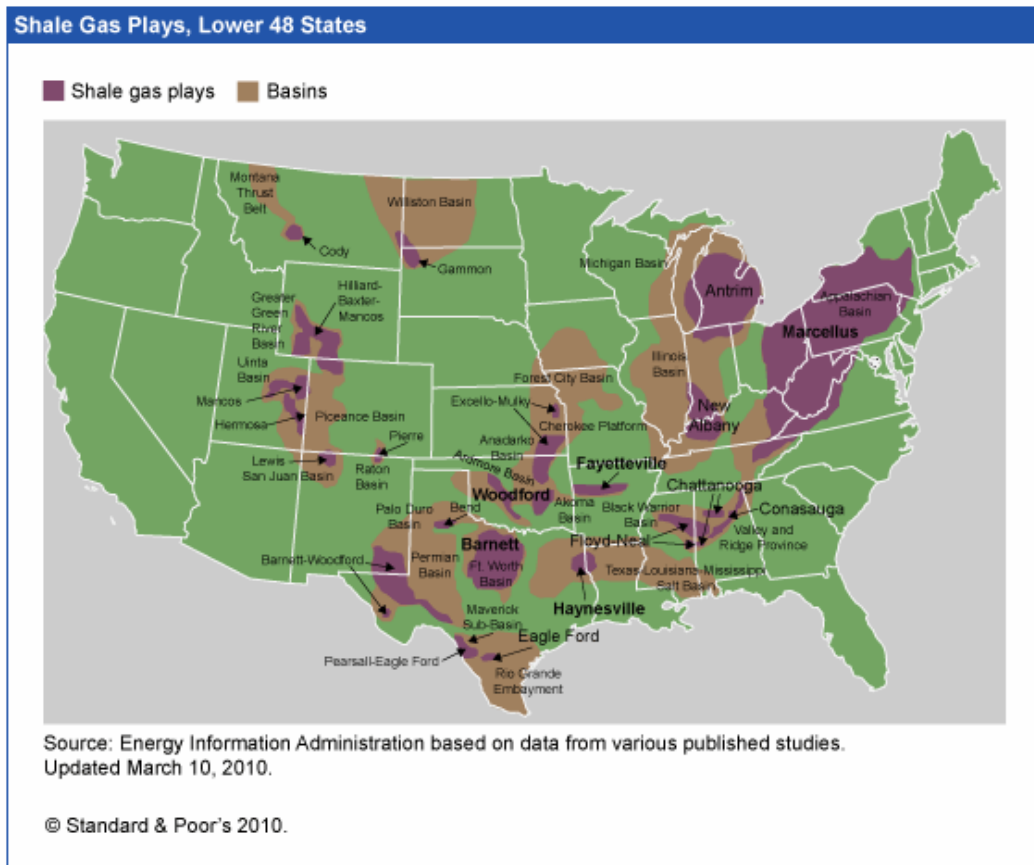 Shale Gas Plays, Lower 48 States
Shale gas plays
Basins
Montana
Thrust
Belt
Cody
Williston Basin
Gammon
Hilliard-
Baxter-
Mancos
Greater
Green
River
Basin
Uinta
Basin
Mancos
Hermosa
Piceance Basin
Lewis
San Juan Basin
Pierre
Raton
Basin
Michigan Basin
Antrim
Appalachian
Basin
Marcellus
Illinois
Basin
Forest City Basin
Excello-Mulky
Cherokee Platform
New
Albany
Anadarko
Basin
Ardmore Basin
Woodford
Fayetteville
Akoma
Basin
Chattanooga
Black Warrior
Basin
Conasauga
Floyd-Neal
Valley and
Ridge Province
Palo Duro
Basin
Bend
Barnett-Woodford
Permian
Basin
Barnett
Ft. Worth
Basin
Texas-Louisiana-Mississippi
Salt Basin
Haynesville
Maverick
Sub-Basin
Eagle Ford
Pearsall-Eagle Ford
Rio Grande
Embayment
Source: Energy Information Administration based on data from various published studies.
Updated March 10, 2010.
© Standard & Poor's 2010.